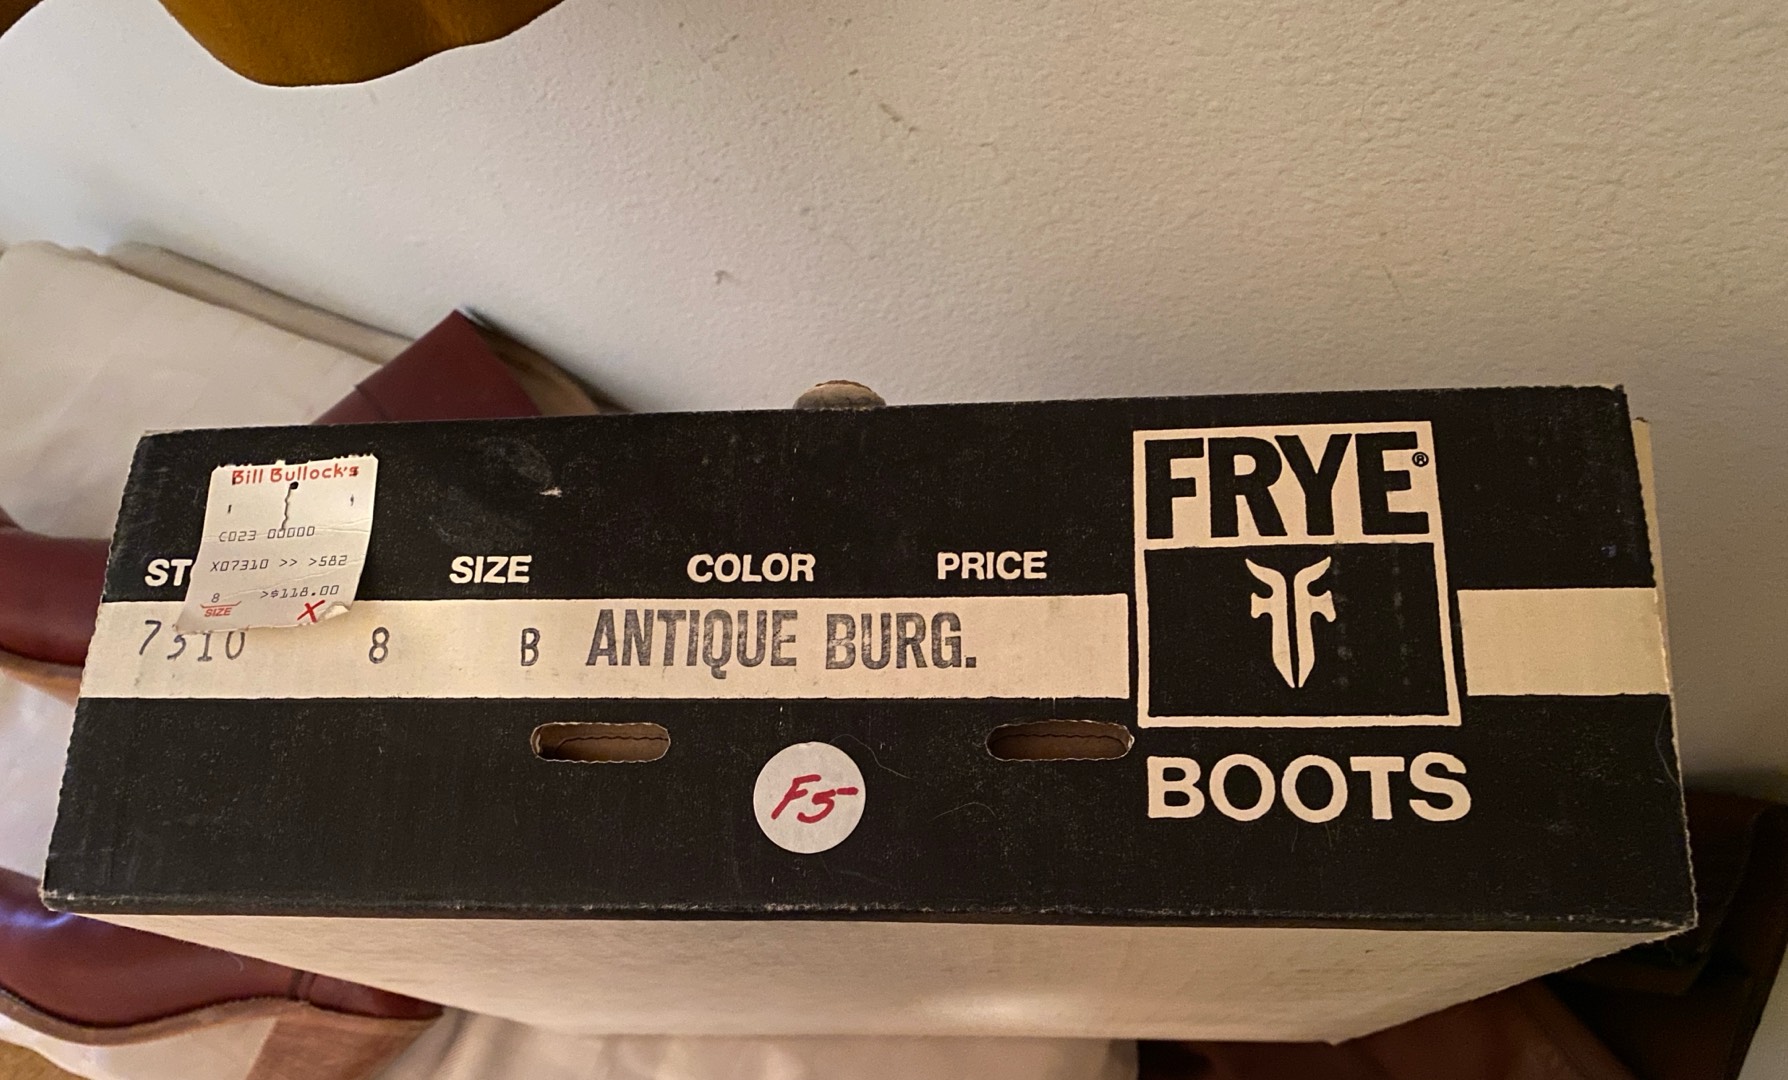 Bill Bullock's
C023 00000
X07310 >> >582
8 >$118.00
SIZE X
ST SIZE COLOR PRICE
7310 8 B ANTIQUE BURG.
FRYE®
BOOTS
F5